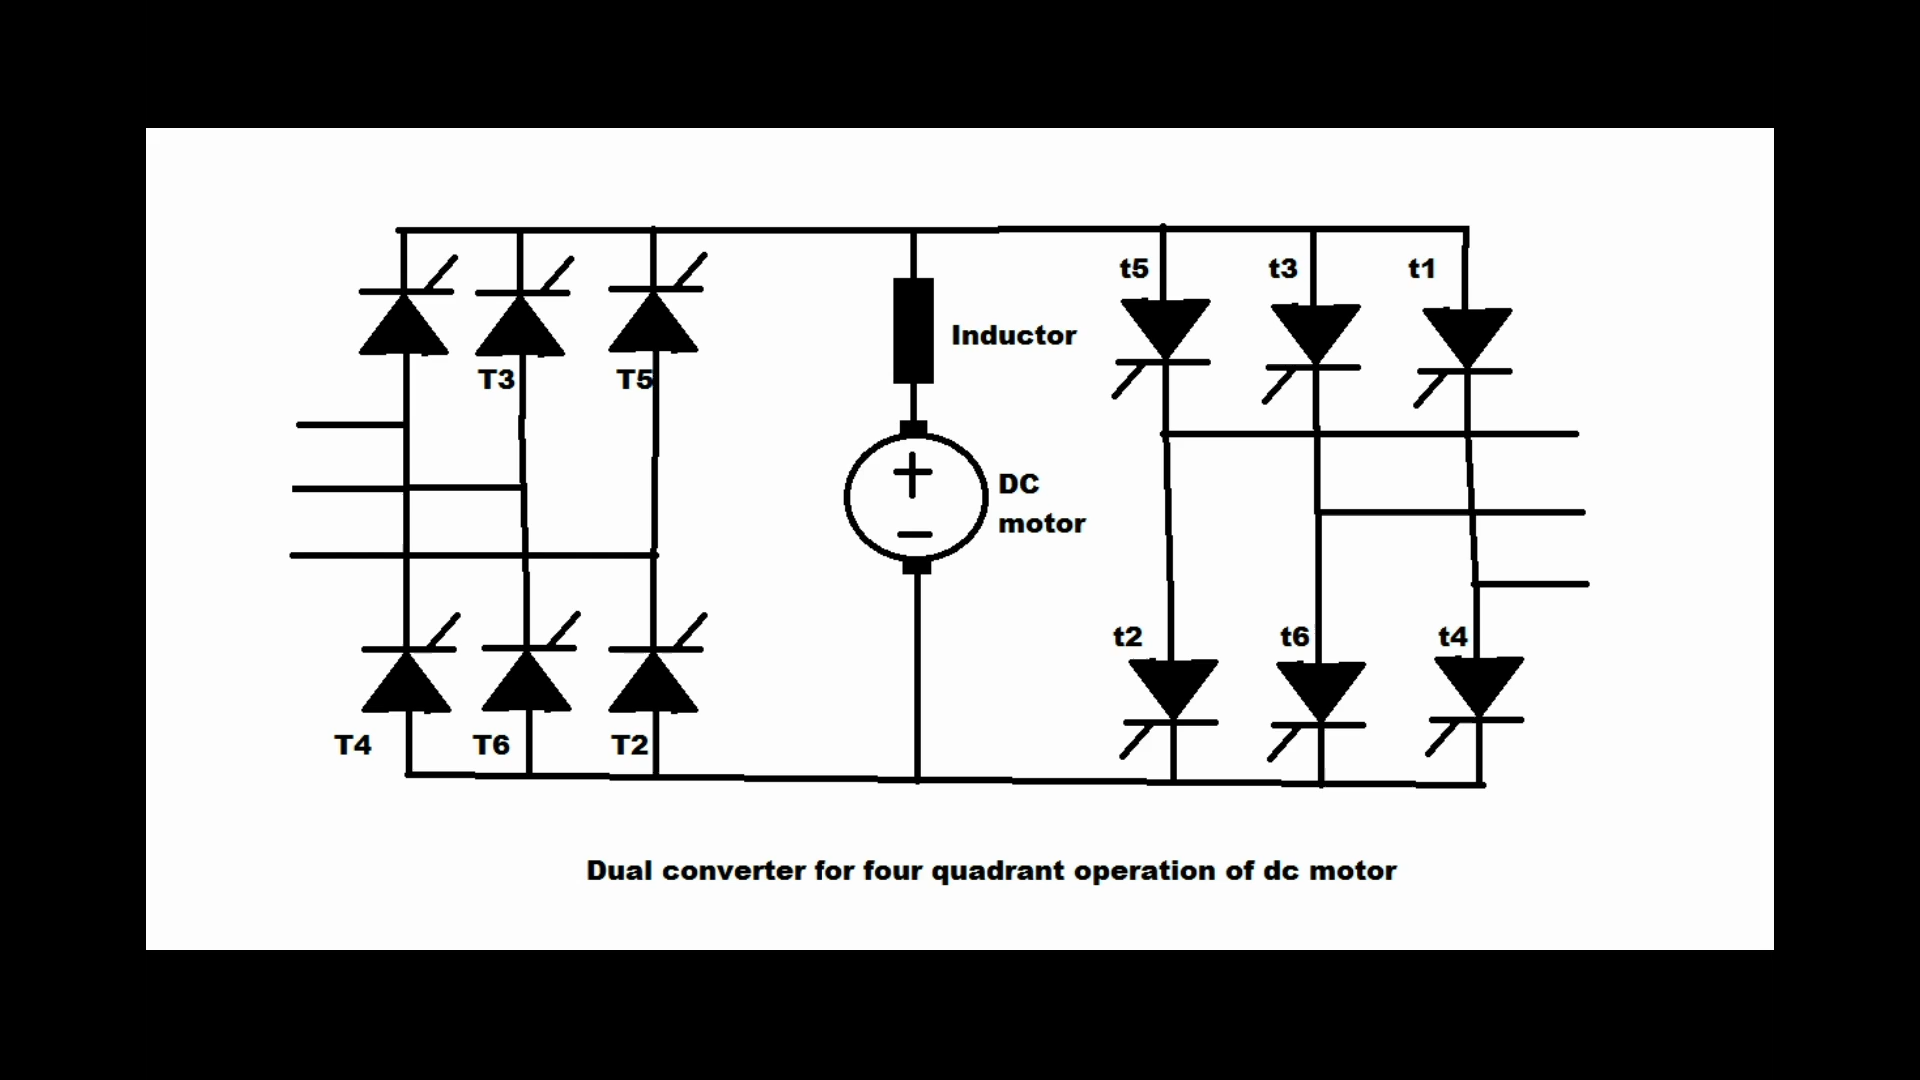 t5
t3
t1
Inductor
T3
T5
DC
motor
t2
t6
t4
T4
T6
T2
Dual converter for four quadrant operation of dc motor